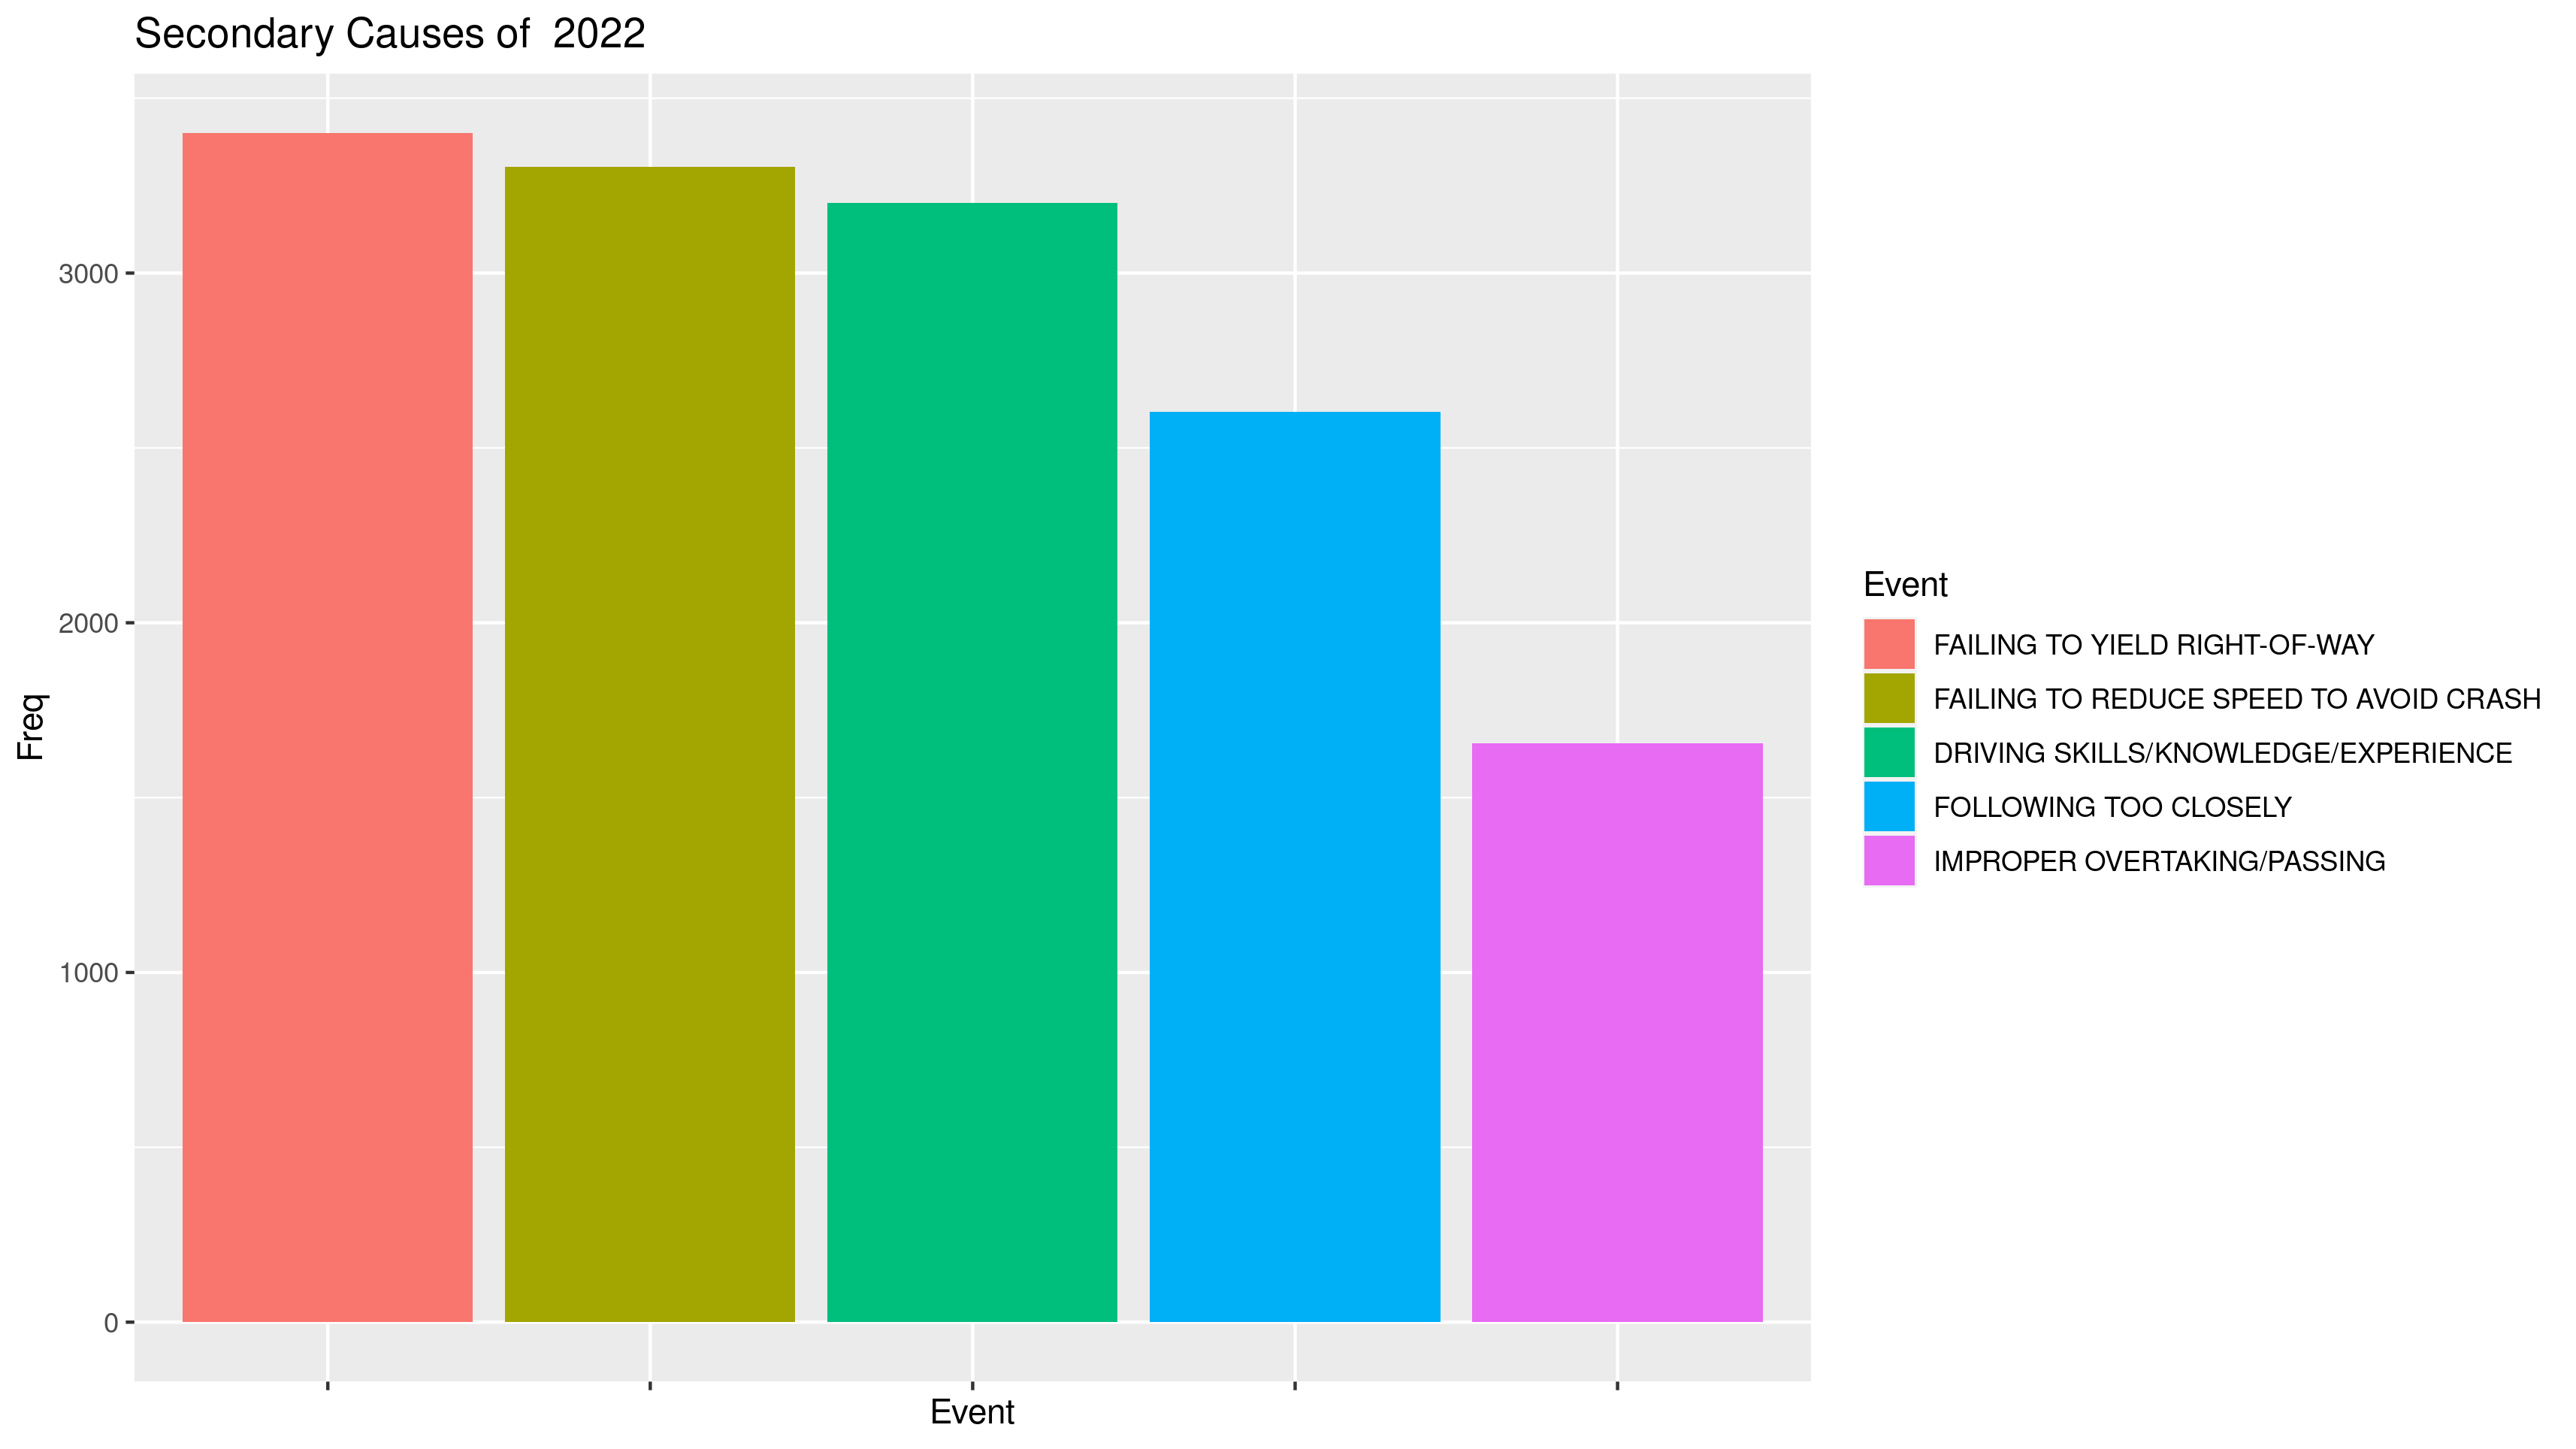 Secondary Causes of  2022
Freq
3000
2000
1000
0
Event
Event
FAILING TO YIELD RIGHT-OF-WAY
FAILING TO REDUCE SPEED TO AVOID CRASH
DRIVING SKILLS/KNOWLEDGE/EXPERIENCE
FOLLOWING TOO CLOSELY
IMPROPER OVERTAKING/PASSING